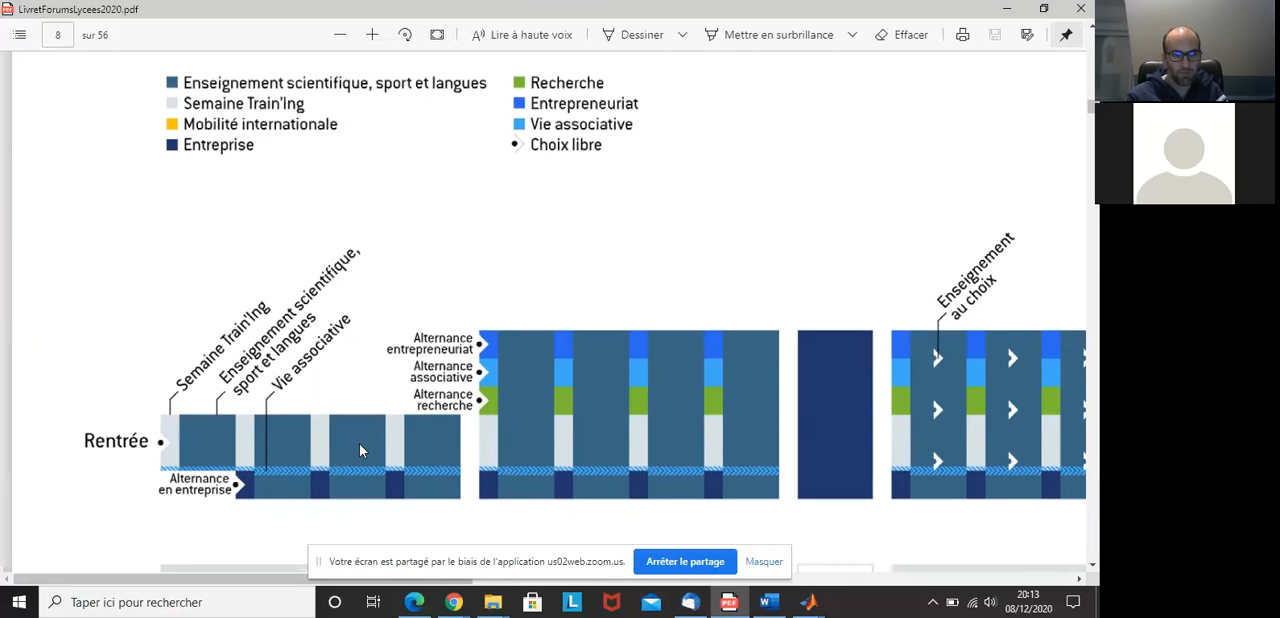 LivretForumsLycees2020.pdf
8 sur 56
Lire à haute voix
Dessiner
Mettre en surbrillance
Effacer
Enseignement scientifique, sport et langues
Semaine Train'Ing
Mobilité internationale
Entreprise
Recherche
Entrepreneuriat
Vie associative
Choix libre
Semaine Train'Ing
Enseignement scientifique,
sport et langues
Vie associative
Enseignement
au choix
Alternance
entrepreneuriat
Alternance
associative
Alternance
recherche
Rentrée
Alternance
en entreprise
Votre écran est partagé par le biais de l'application us02web.zoom.us.
Arrêter le partage
Masquer
Taper ici pour rechercher
20:13
08/12/2020